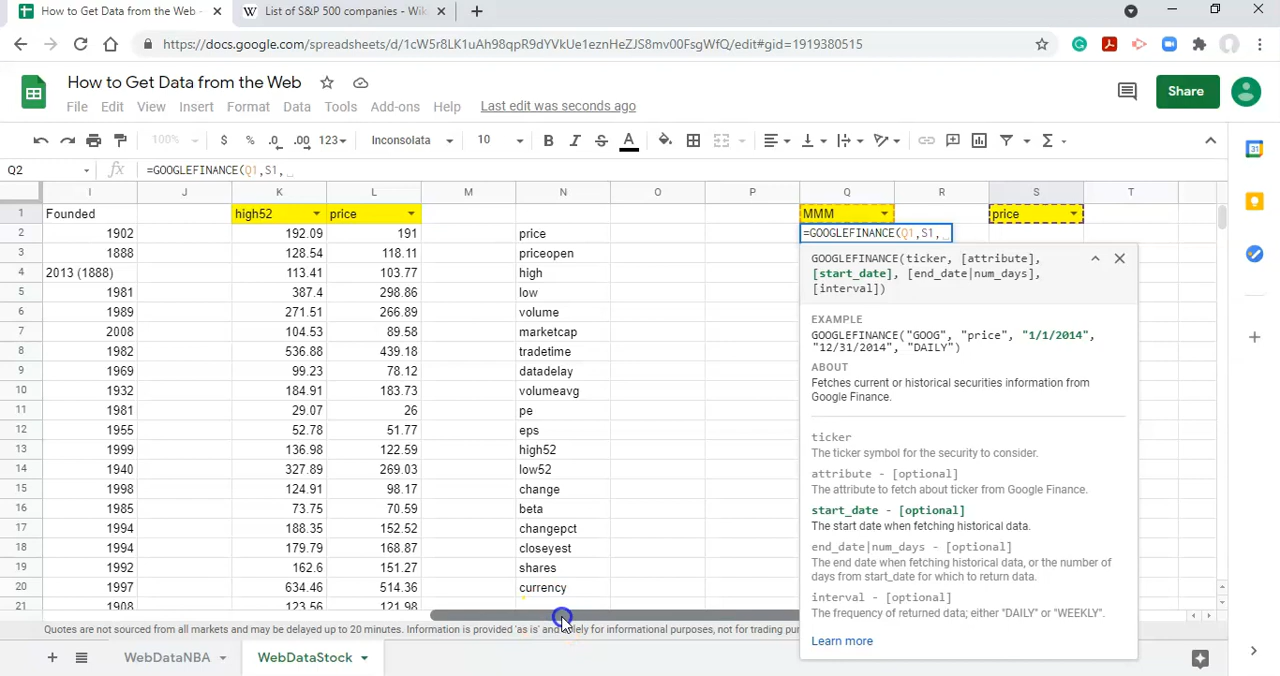 How to Get Data from the Web - List of S&P 500 companies - Wiki
https://docs.google.com/spreadsheets/d/1cW5r8LK1uAh98qpR9dYVkUe1eznHeZJS8mv00FsgWfQ/edit#gid=1919380515
How to Get Data from the Web
File Edit View Insert Format Data Tools Add-ons Help Last edit was seconds ago
Share
100% $ % .0 .00 123 Inconsolata 10 B I S A
Q2 fx =GOOGLEFINANCE(Q1,S1,
I J K L M N O P Q R S T
1 Founded high52 price MMM price
2 1902 192.09 191 price =GOOGLEFINANCE(Q1,S1,
3 1888 128.54 118.11 priceopen
4 2013 (1888) 113.41 103.77 high
5 1981 387.4 298.86 low
6 1989 271.51 266.89 volume
7 2008 104.53 89.58 marketcap
8 1982 536.88 439.18 tradetime
9 1969 99.23 78.12 datadelay
10 1932 184.91 183.73 volumeavg
11 1981 29.07 26 pe
12 1955 52.78 51.77 eps
13 1999 136.98 122.59 high52
14 1940 327.89 269.03 low52
15 1998 124.91 98.17 change
16 1985 73.75 70.59 beta
17 1994 188.35 152.52 changepct
18 1994 179.79 168.87 closeyest
19 1992 162.6 151.27 shares
20 1997 634.46 514.36 currency
21 1908 123.56 121.98
GOOGLEFINANCE(ticker, [attribute],
[start_date], [end_date|num_days],
[interval])
EXAMPLE
GOOGLEFINANCE("GOOG", "price", "1/1/2014",
"12/31/2014", "DAILY")
ABOUT
Fetches current or historical securities information from
Google Finance.
ticker
The ticker symbol for the security to consider.
attribute - [optional]
The attribute to fetch about ticker from Google Finance.
start_date - [optional]
The start date when fetching historical data.
end_date|num_days - [optional]
The end date when fetching historical data, or the number of
days from start_date for which to return data.
interval - [optional]
The frequency of returned data; either "DAILY" or "WEEKLY".
Learn more
Quotes are not sourced from all markets and may be delayed up to 20 minutes. Information is provided 'as is' and solely for informational purposes, not for trading pu
WebDataNBA WebDataStock